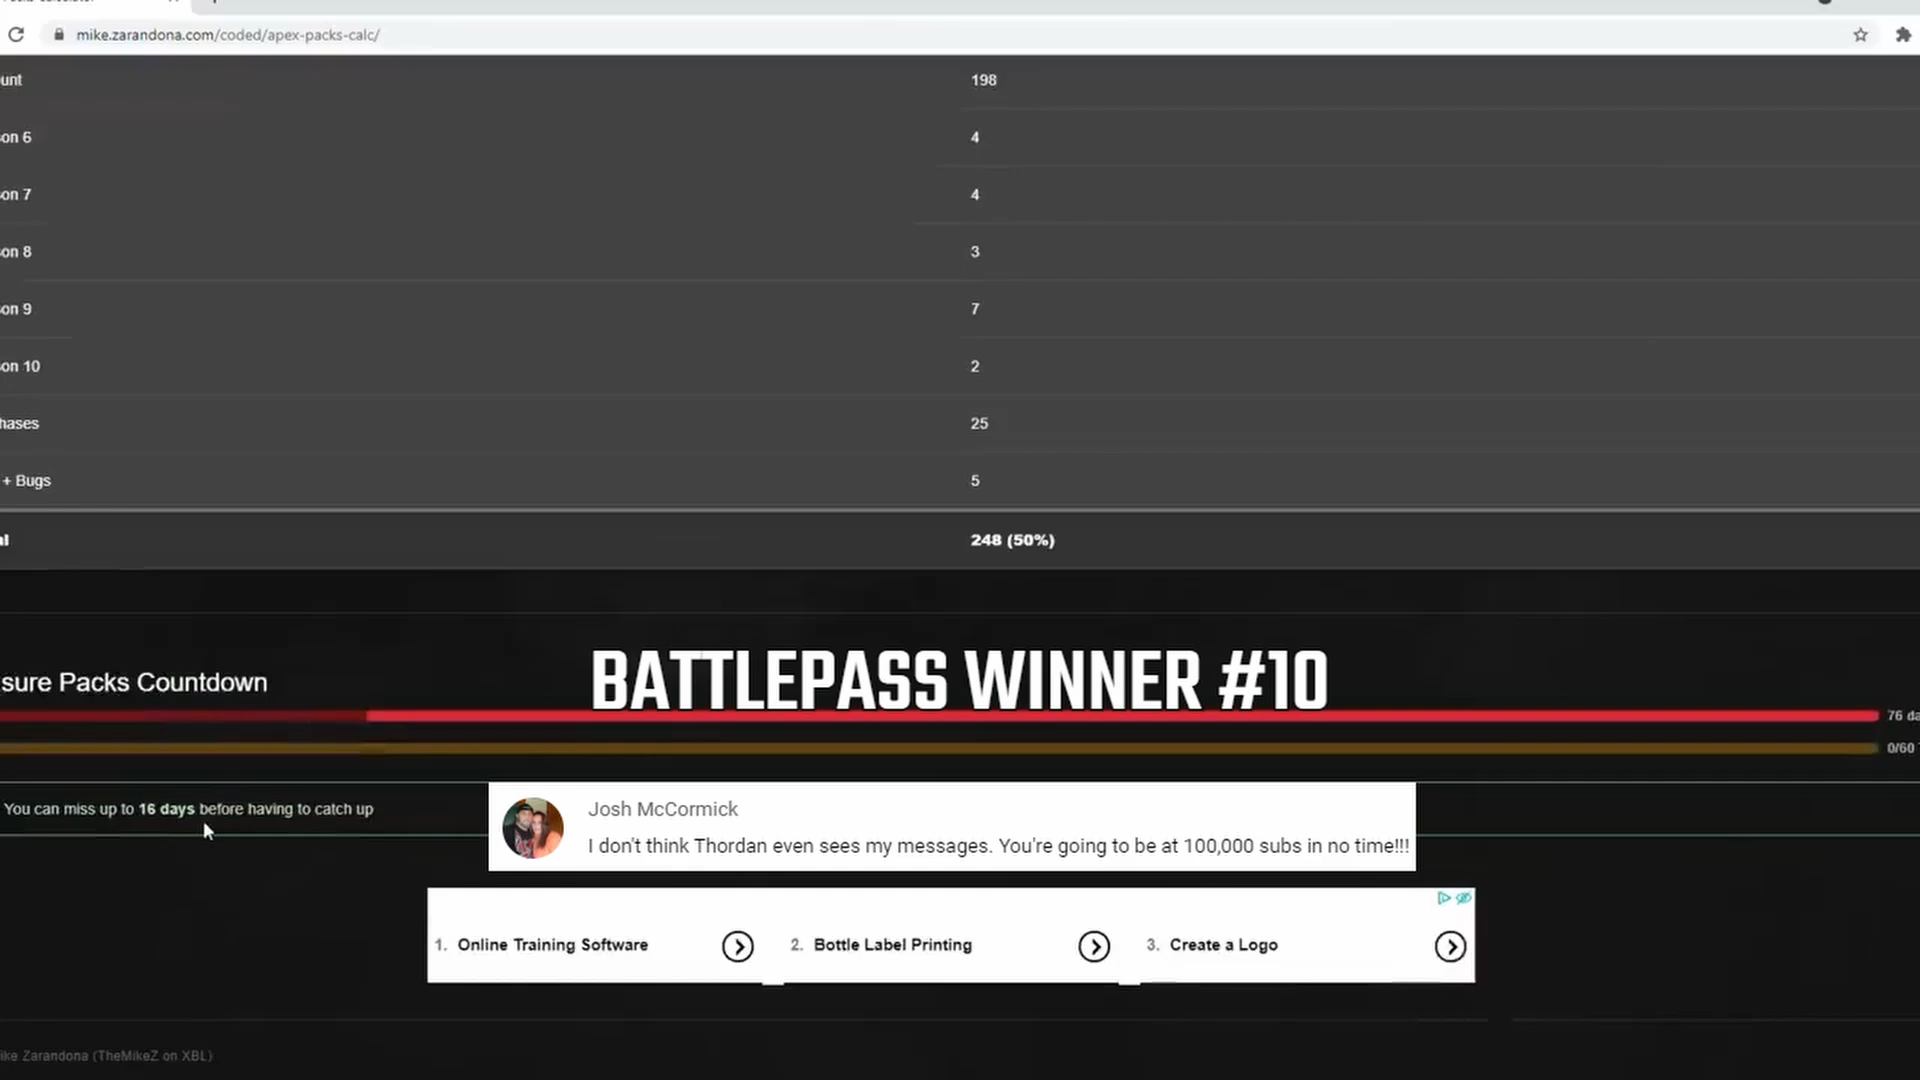 mike.zarandona.com/coded/apex-packs-calc/
unt 198
on 6 4
on 7 4
on 8 3
on 9 7
on 10 2
hases 25
+ Bugs 5
al 248 (50%)
sure Packs Countdown
BATTLEPASS WINNER #10
76 da
0/60
You can miss up to 16 days before having to catch up
Josh McCormick
I don't think Thordan even sees my messages. You're going to be at 100,000 subs in no time!!!
1. Online Training Software 2. Bottle Label Printing 3. Create a Logo
ike Zarandona (TheMikeZ on XBL)